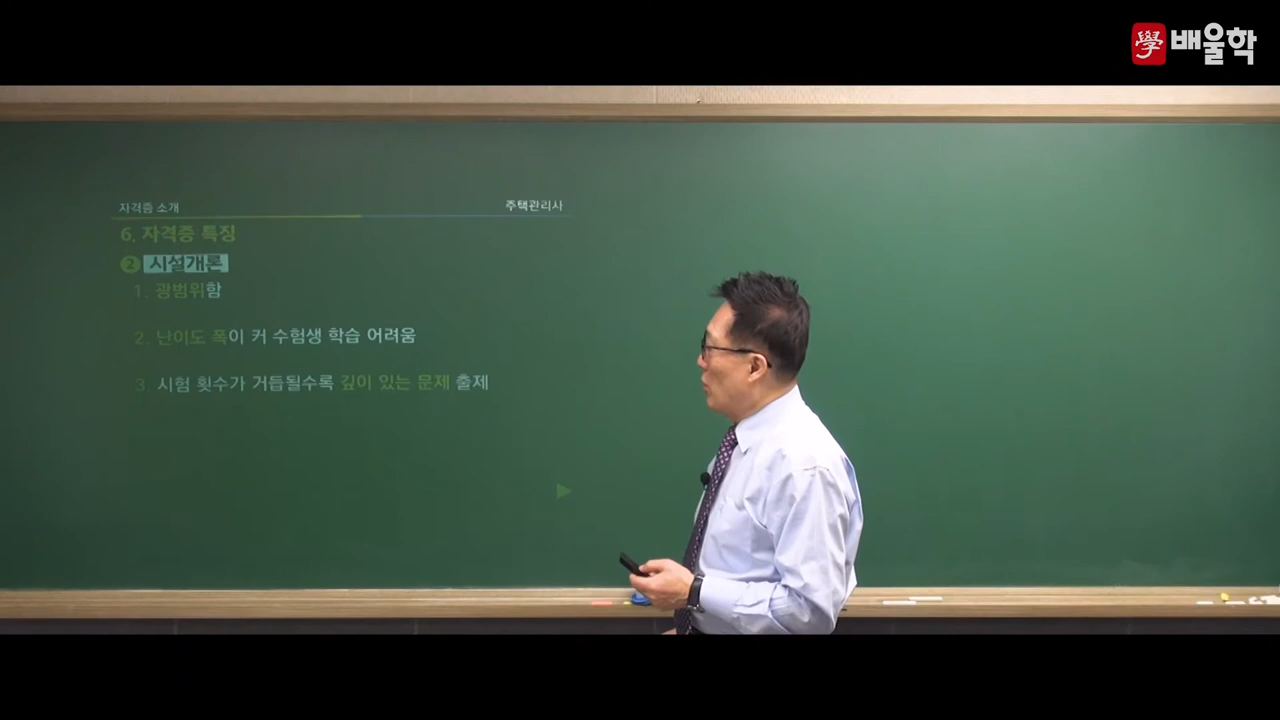 學 배울학
자격증 소개 주택관리사
6. 자격증 특징
2 시설개론
1. 광범위함
2. 난이도 폭이 커 수험생 학습 어려움
3 시험 횟수가 거듭될수록 깊이 있는 문제 출제